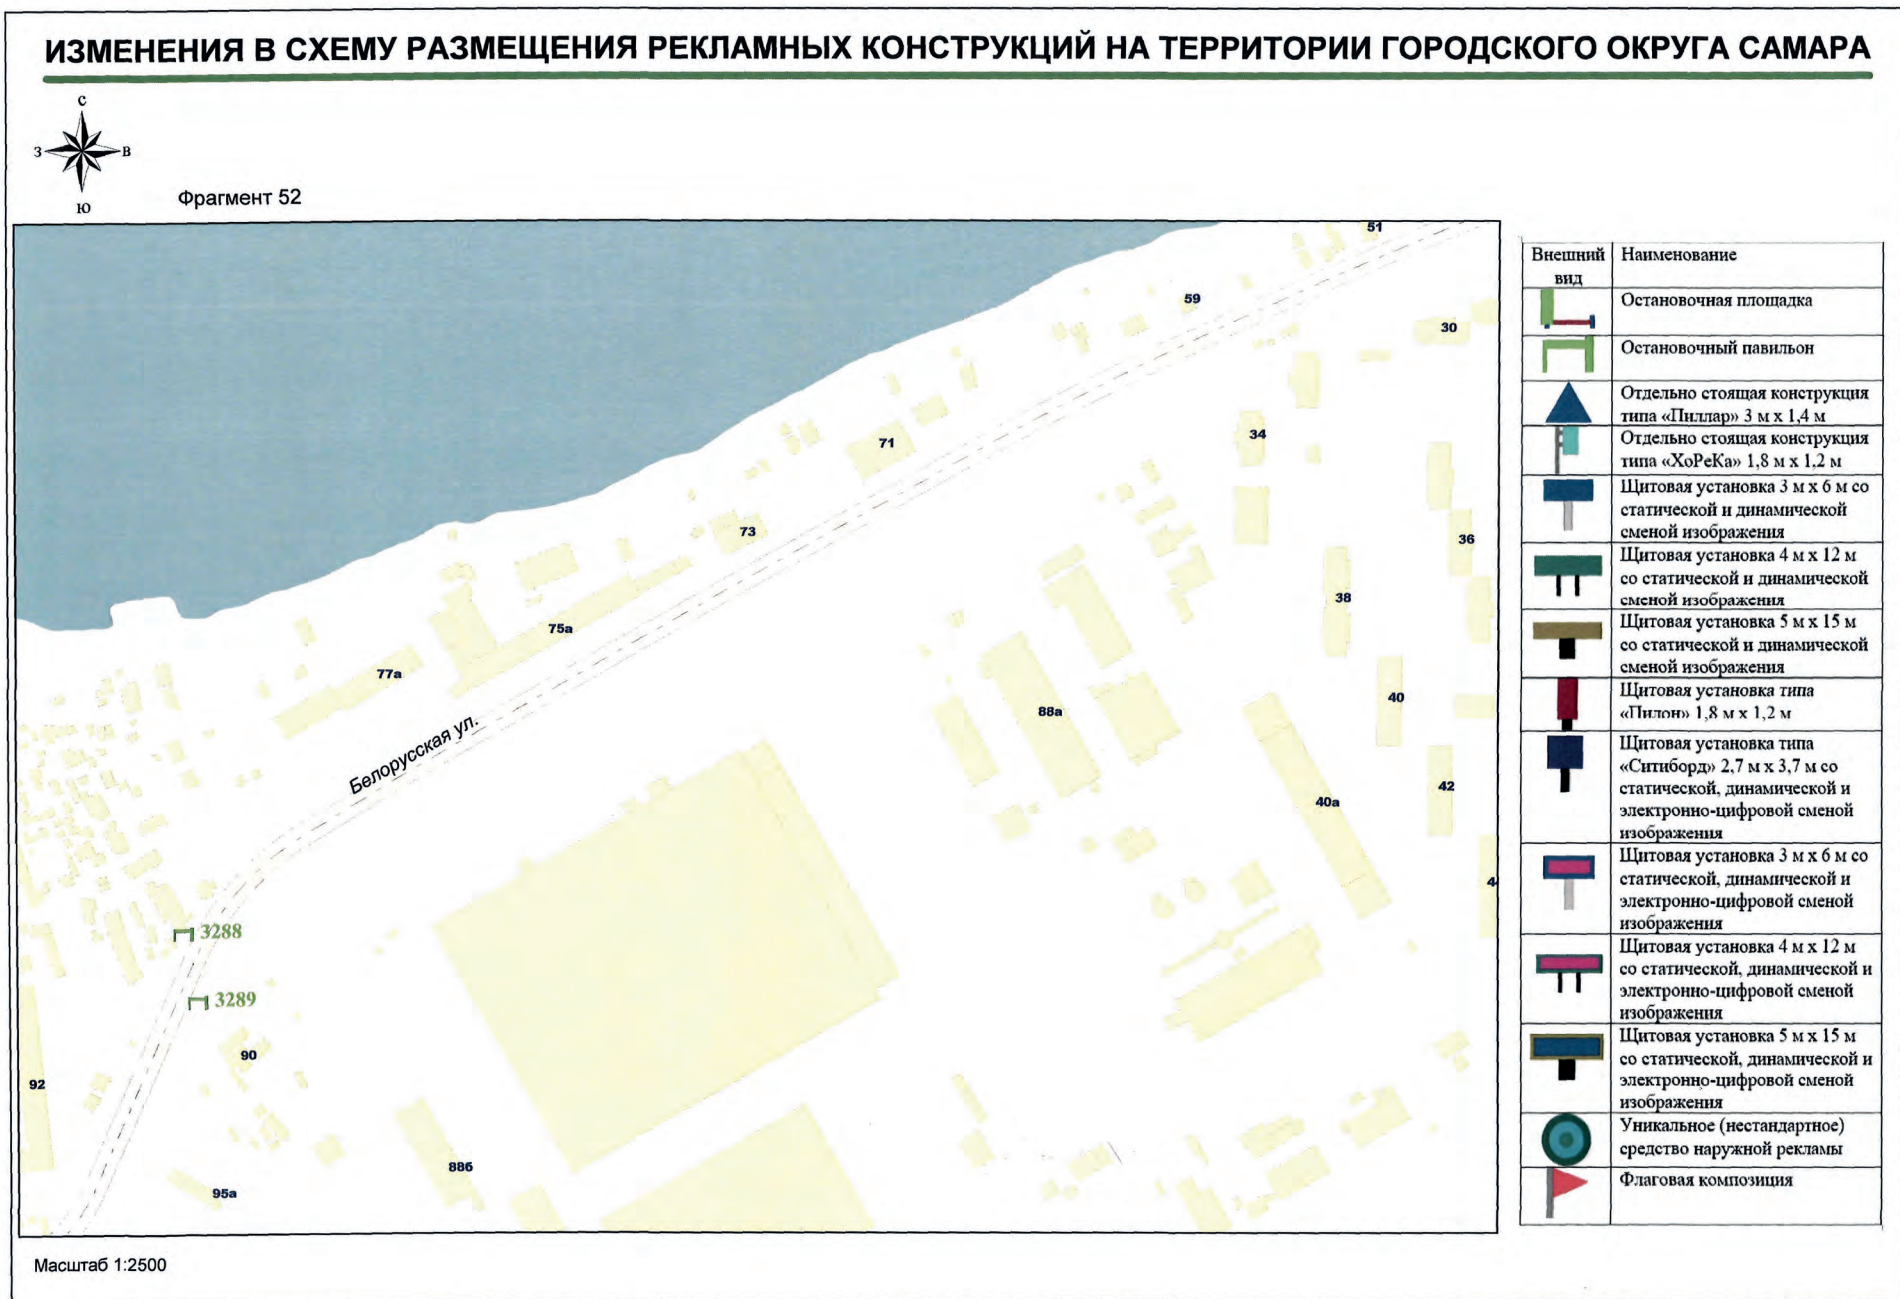 ИЗМЕНЕНИЯ В СХЕМУ РАЗМЕЩЕНИЯ РЕКЛАМНЫХ КОНСТРУКЦИЙ НА ТЕРРИТОРИИ ГОРОДСКОГО ОКРУГА САМАРА
С
З
В
Ю
Фрагмент 52
51
59
30
71
34
73
36
38
75а
77а
40
88а
Белорусская ул.
42
40а
4
3288
3289
90
92
88б
95а
Внешний вид
Наименование
Остановочная площадка
Остановочный павильон
Отдельно стоящая конструкция
типа «Пиллар» 3 м х 1,4 м
Отдельно стоящая конструкция
типа «ХоРеКа» 1,8 м х 1,2 м
Щитовая установка 3 м х 6 м со
статической и динамической
сменой изображения
Щитовая установка 4 м х 12 м
со статической и динамической
сменой изображения
Щитовая установка 5 м х 15 м
со статической и динамической
сменой изображения
Щитовая установка типа
«Пилон» 1,8 м х 1,2 м
Щитовая установка типа
«Ситиборд» 2,7 м х 3,7 м со
статической, динамической и
электронно-цифровой сменой
изображения
Щитовая установка 3 м х 6 м со
статической, динамической и
электронно-цифровой сменой
изображения
Щитовая установка 4 м х 12 м
со статической, динамической и
электронно-цифровой сменой
изображения
Щитовая установка 5 м х 15 м
со статической, динамической и
электронно-цифровой сменой
изображения
Уникальное (нестандартное)
средство наружной рекламы
Флаговая композиция
Масштаб 1:2500